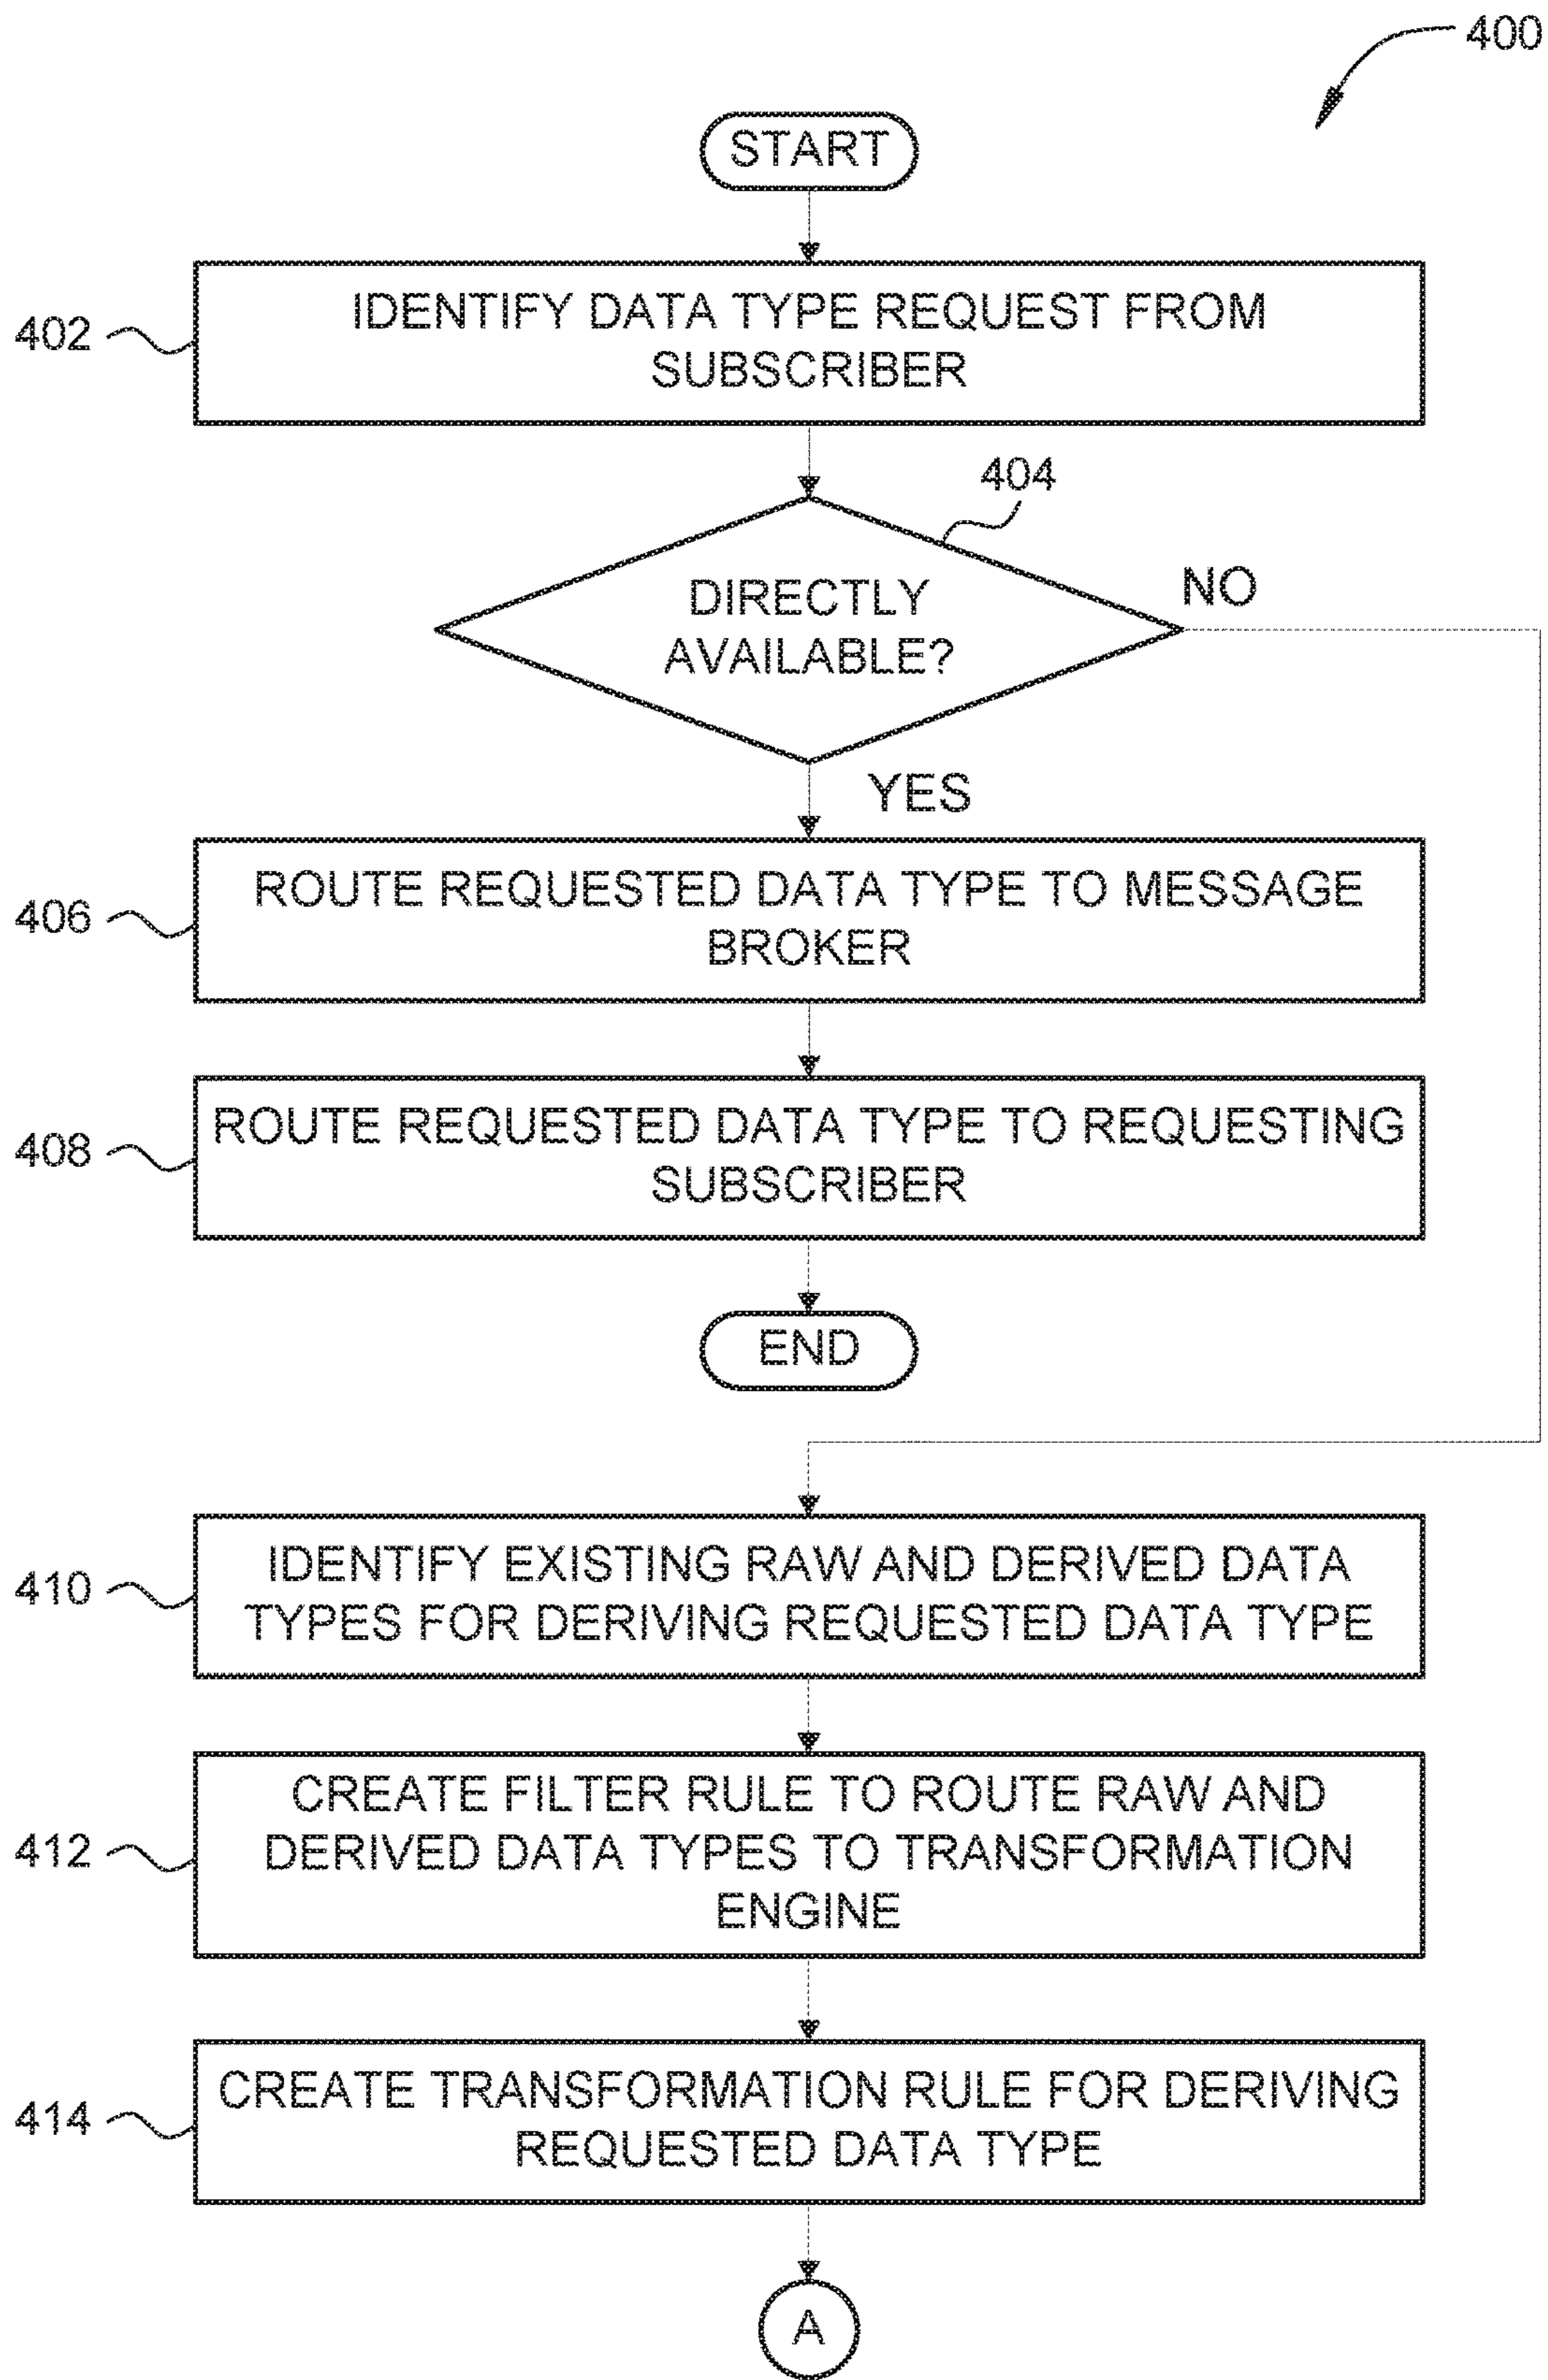 400
START
402
IDENTIFY DATA TYPE REQUEST FROM
SUBSCRIBER
404
DIRECTLY
AVAILABLE?
NO
YES
406
ROUTE REQUESTED DATA TYPE TO MESSAGE
BROKER
408
ROUTE REQUESTED DATA TYPE TO REQUESTING
SUBSCRIBER
END
410
IDENTIFY EXISTING RAW AND DERIVED DATA
TYPES FOR DERIVING REQUESTED DATA TYPE
412
CREATE FILTER RULE TO ROUTE RAW AND
DERIVED DATA TYPES TO TRANSFORMATION
ENGINE
414
CREATE TRANSFORMATION RULE FOR DERIVING
REQUESTED DATA TYPE
A